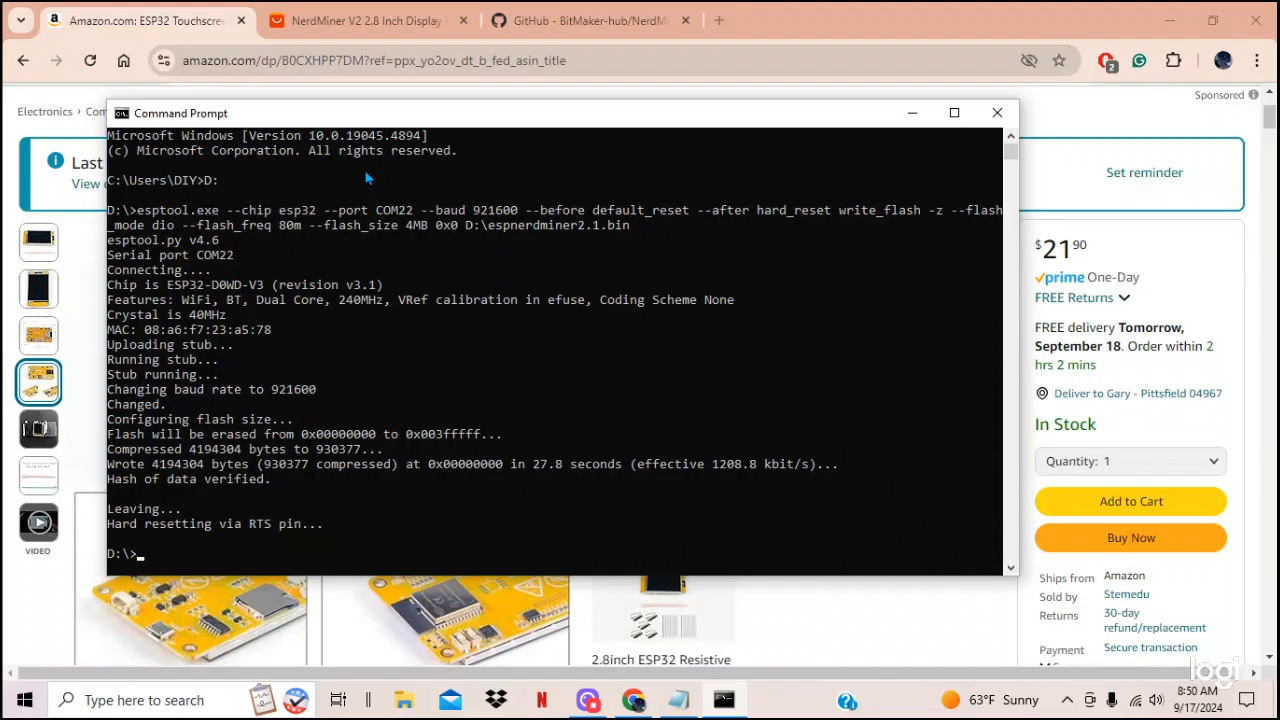 Amazon.com: ESP32 Touchscree
NerdMiner V2 2.8 Inch Display
GitHub - BitMaker-hub/NerdM
amazon.com/dp/B0CXHPP7DM?ref=ppx_yo2ov_dt_b_fed_asin_title
2
Sponsored
Electronics › Com
Command Prompt
Last
View
Set reminder
Microsoft Windows [Version 10.0.19045.4894]
(c) Microsoft Corporation. All rights reserved.
C:\Users\DIY>D:
D:\>esptool.exe --chip esp32 --port COM22 --baud 921600 --before default_reset --after hard_reset write_flash -z --flash
_mode dio --flash_freq 80m --flash_size 4MB 0x0 D:\espnerdminer2.1.bin
esptool.py v4.6
Serial port COM22
Connecting....
Chip is ESP32-D0WD-V3 (revision v3.1)
Features: WiFi, BT, Dual Core, 240MHz, VRef calibration in efuse, Coding Scheme None
Crystal is 40MHz
MAC: 08:a6:f7:23:a5:78
Uploading stub...
Running stub...
Stub running...
Changing baud rate to 921600
Changed.
Configuring flash size...
Flash will be erased from 0x00000000 to 0x003fffff...
Compressed 4194304 bytes to 930377...
Wrote 4194304 bytes (930377 compressed) at 0x00000000 in 27.8 seconds (effective 1208.8 kbit/s)...
Hash of data verified.
Leaving...
Hard resetting via RTS pin...
D:\>
VIDEO
2.8inch ESP32 Resistive
$21 90
prime One-Day
FREE Returns
FREE delivery Tomorrow,
September 18. Order within 2
hrs 2 mins
Deliver to Gary - Pittsfield 04967
In Stock
Quantity: 1
Add to Cart
Buy Now
Ships from Amazon
Sold by Stemedu
Returns 30-day
refund/replacement
Payment Secure transaction
logi
Type here to search
63°F Sunny
8:50 AM
9/17/2024